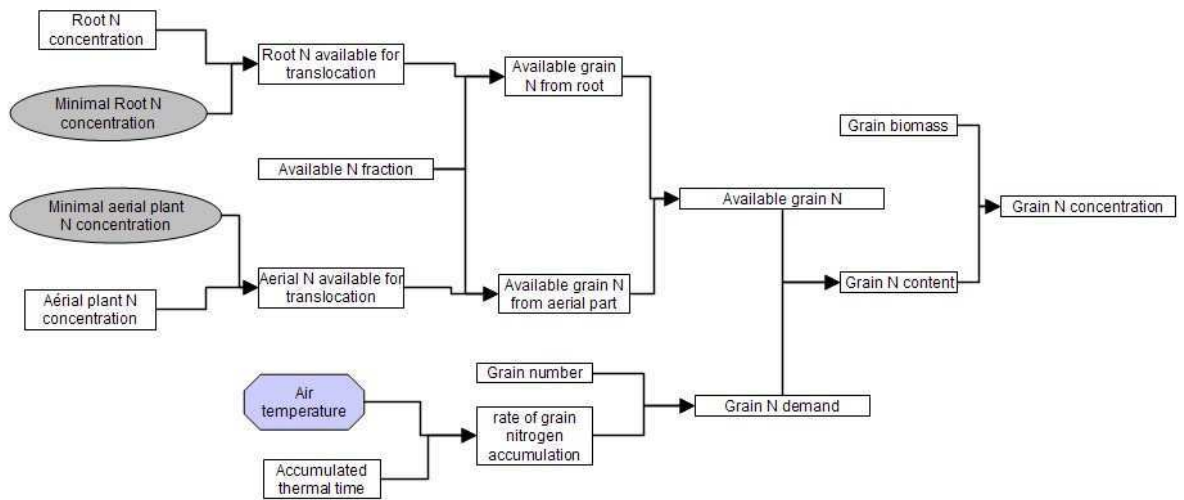 Root N
concentration
Root N available for
translocation
Available grain
N from root
Minimal Root N
concentration
Grain biomass
Available N fraction
Minimal aerial plant
N concentration
Available grain N
Grain N concentration
Aerial N available for
translocation
Available grain N
from aerial part
Grain N content
Aérial plant N
concentration
Grain number
Air
temperature
Grain N demand
rate of grain
nitrogen
accumulation
Accumulated
thermal time